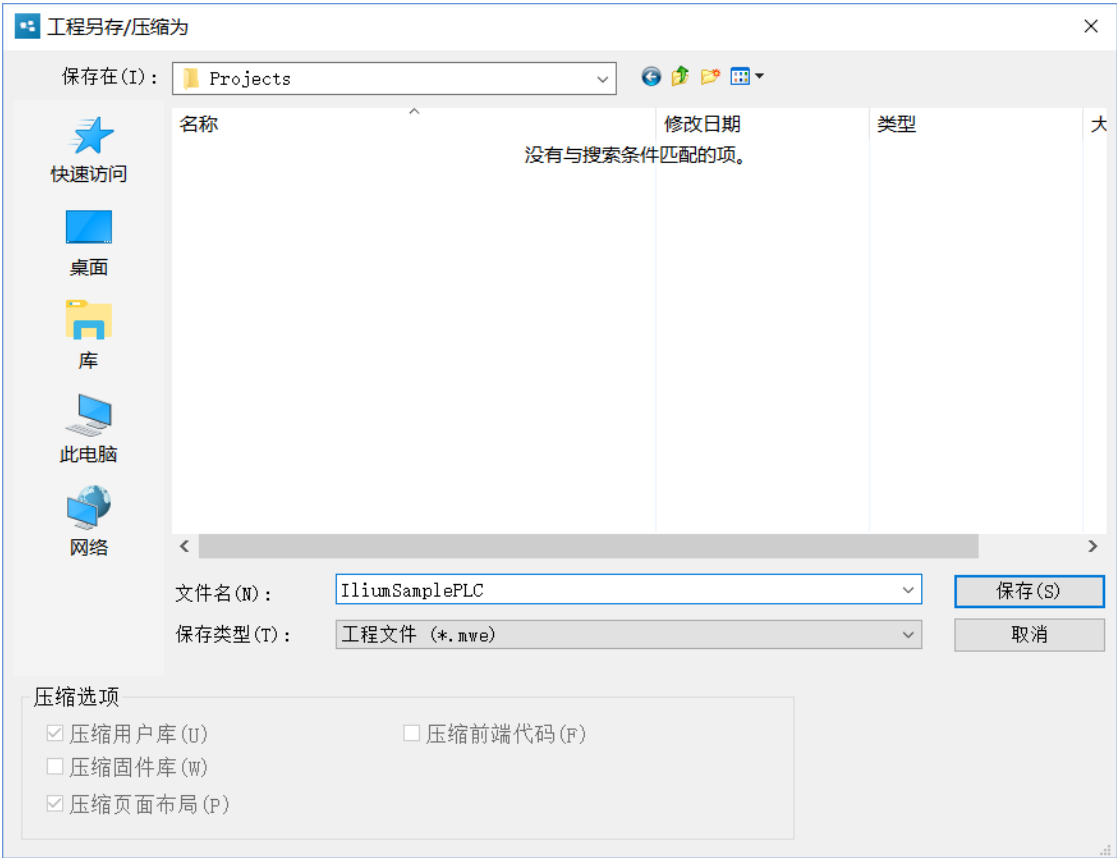 工程另存/压缩为
保存在(I): Projects
名称 修改日期 类型 大
没有与搜索条件匹配的项。
快速访问
桌面
库
此电脑
网络
文件名(N): IliumSamplePLC 保存(S)
保存类型(T): 工程文件 (*.mwe) 取消
压缩选项
压缩用户库(U) 压缩前端代码(F)
压缩固件库(W)
压缩页面布局(P)